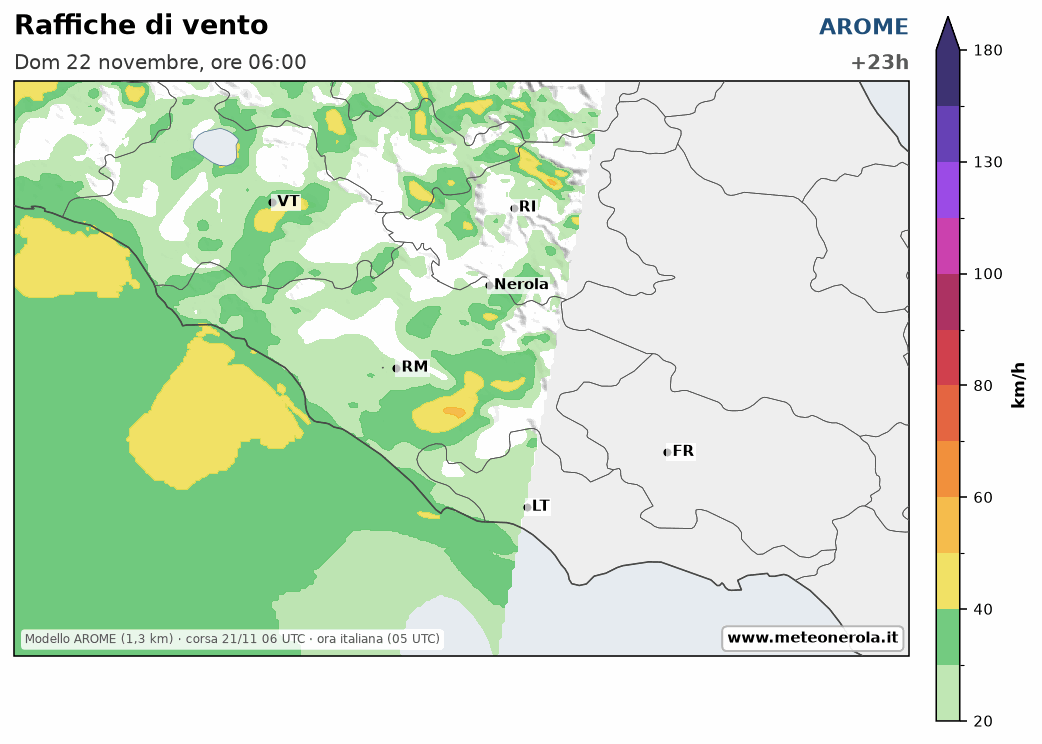 Raffiche di vento
AROME
Dom 22 novembre, ore 06:00
+23h
180
130
100
80
60
40
20
km/h
VT
RI
Nerola
RM
FR
LT
Modello AROME (1,3 km) · corsa 21/11 06 UTC · ora italiana (05 UTC)
www.meteonerola.it